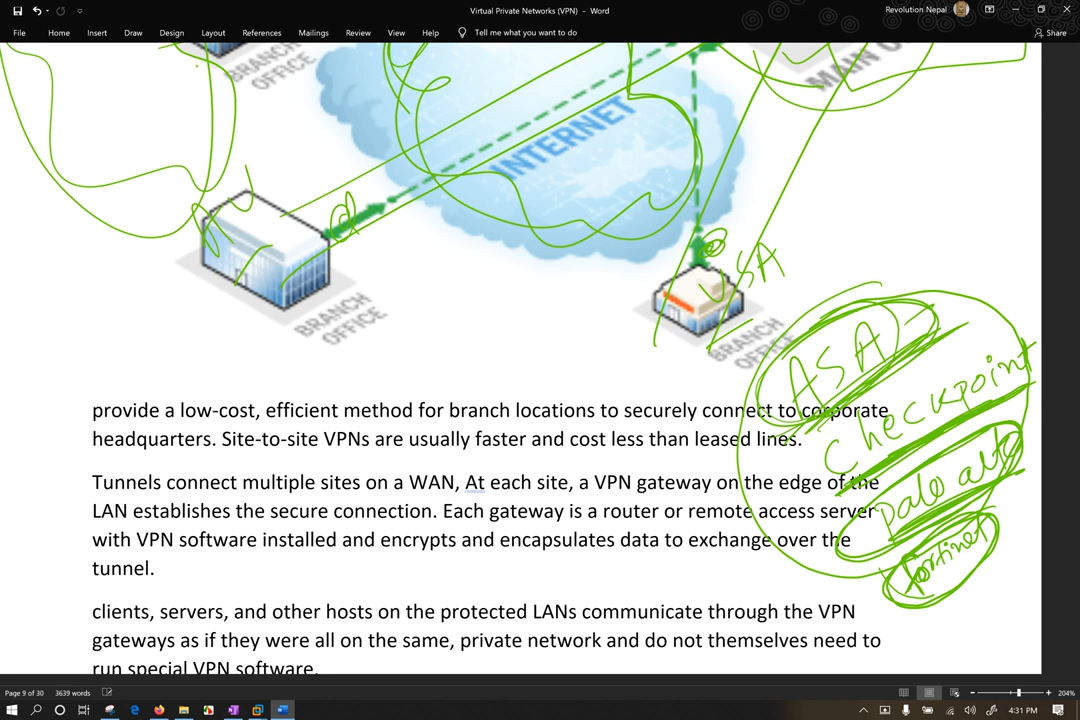 Virtual Private Networks (VPN) - Word
Revolution Nepal
File Home Insert Draw Design Layout References Mailings Review View Help Tell me what you want to do
Share
BRANCH
OFFICE
MAIN O
INTERNET
USA
BRANCH
OFFICE
BRANCH
OFFICE
ASA
Checkpoint
palo alto
fortinet
provide a low-cost, efficient method for branch locations to securely connect to corporate
headquarters. Site-to-site VPNs are usually faster and cost less than leased lines.
Tunnels connect multiple sites on a WAN, At each site, a VPN gateway on the edge of the
LAN establishes the secure connection. Each gateway is a router or remote access server
with VPN software installed and encrypts and encapsulates data to exchange over the
tunnel.
clients, servers, and other hosts on the protected LANs communicate through the VPN
gateways as if they were all on the same, private network and do not themselves need to
run special VPN software.
Page 9 of 30 3639 words
204%
4:31 PM